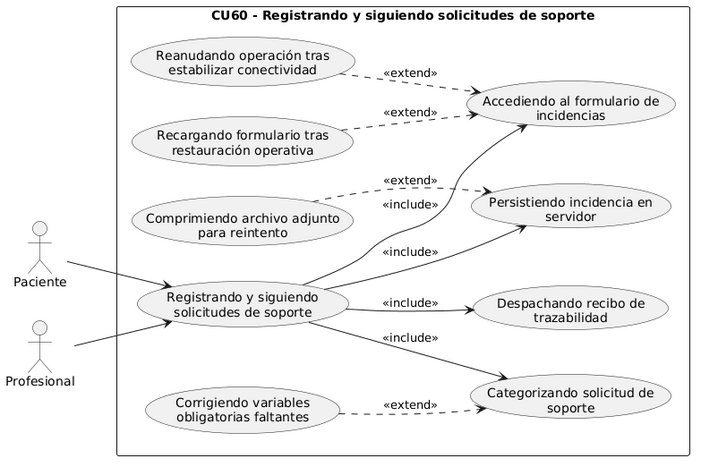 CU60 - Registrando y siguiendo solicitudes de soporte
Reanudando operación tras
estabilizar conectividad
«extend»
Accediendo al formulario de
incidencias
Recargando formulario tras
restauración operativa
«extend»
«extend»
Comprimiendo archivo adjunto
para reintento
«include»
Persistiendo incidencia en
servidor
«include»
Paciente
Registrando y siguiendo
solicitudes de soporte
«include»
Despachando recibo de
trazabilidad
«include»
Profesional
Corrigiendo variables
obligatorias faltantes
«extend»
Categorizando solicitud de
soporte